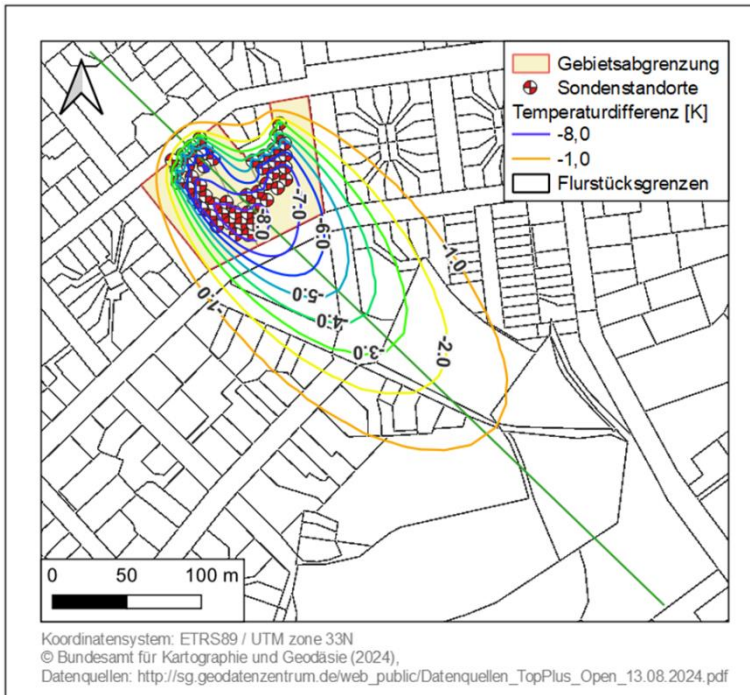 Gebietsabgrenzung
Sondenstandorte
Temperaturdifferenz [K]
-8,0
-1,0
Flurstücksgrenzen
-7.0
-8.0
-6.0
-1.0
-5.0
-1.0
-4.0
-3.0
-2.0
0 50 100 m
Koordinatensystem: ETRS89 / UTM zone 33N
© Bundesamt für Kartographie und Geodäsie (2024),
Datenquellen: http://sg.geodatenzentrum.de/web_public/Datenquellen_TopPlus_Open_13.08.2024.pdf